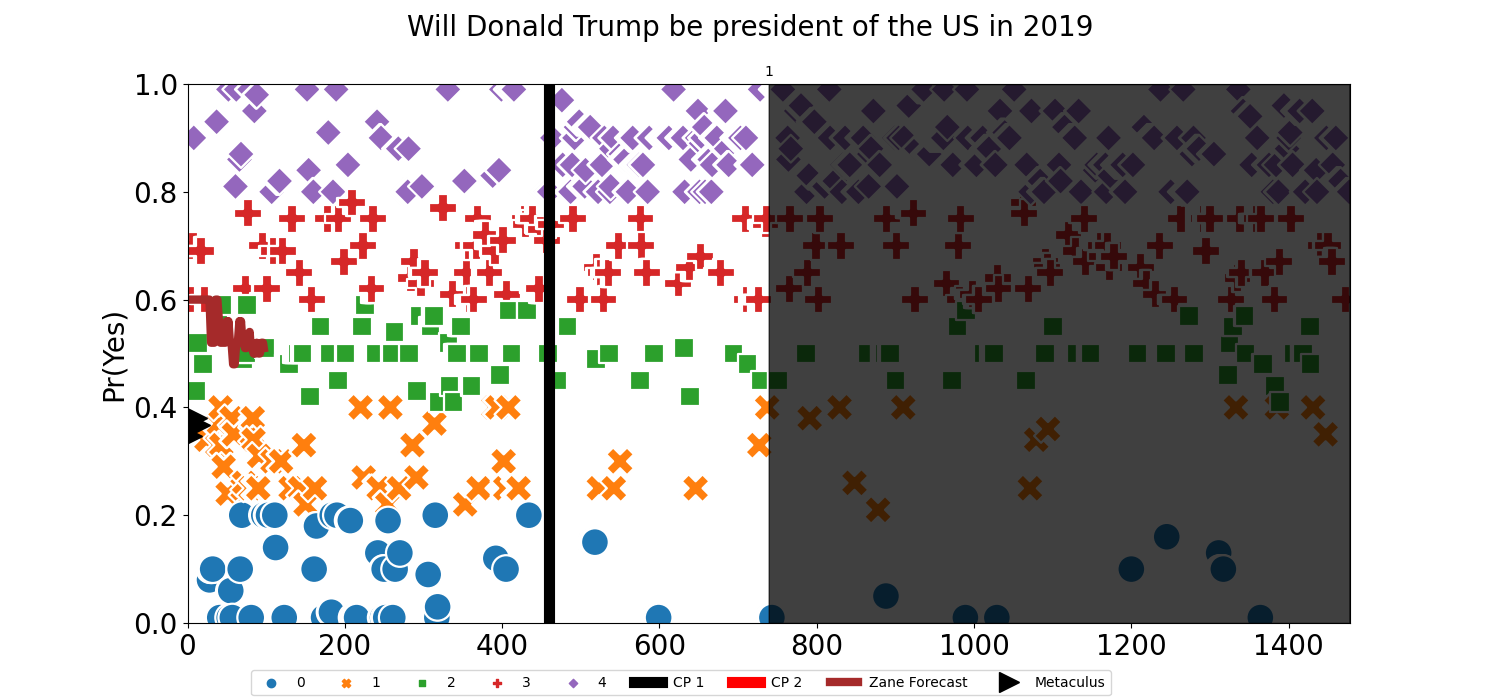 Will Donald Trump be president of the US in 2019
1
1.0
0.8
0.6
0.4
0.2
0.0
Pr(Yes)
0 200 400 600 800 1000 1200 1400
0 1 2 3 4 CP 1 CP 2 Zane Forecast Metaculus